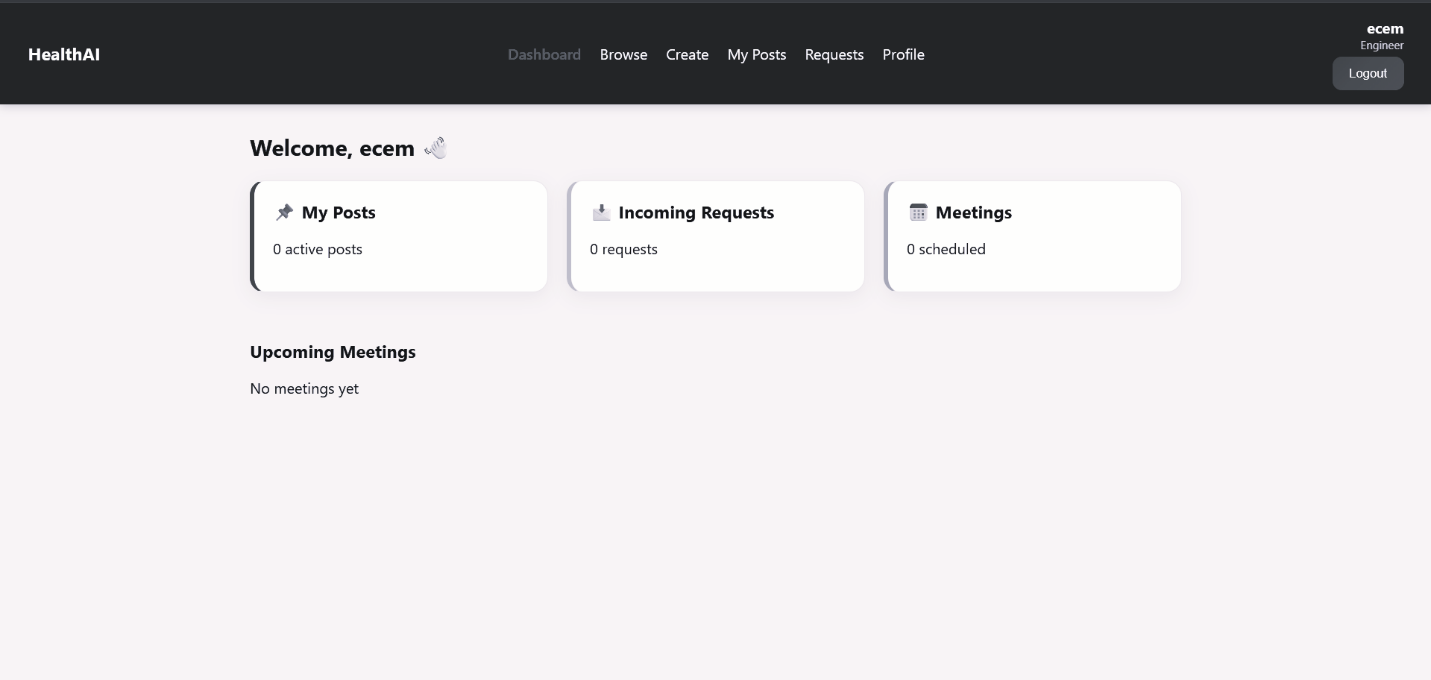 HealthAI
Dashboard Browse Create My Posts Requests Profile
ecem
Engineer
Logout
Welcome, ecem 👋
📌 My Posts
0 active posts
📥 Incoming Requests
0 requests
📅 Meetings
0 scheduled
Upcoming Meetings
No meetings yet